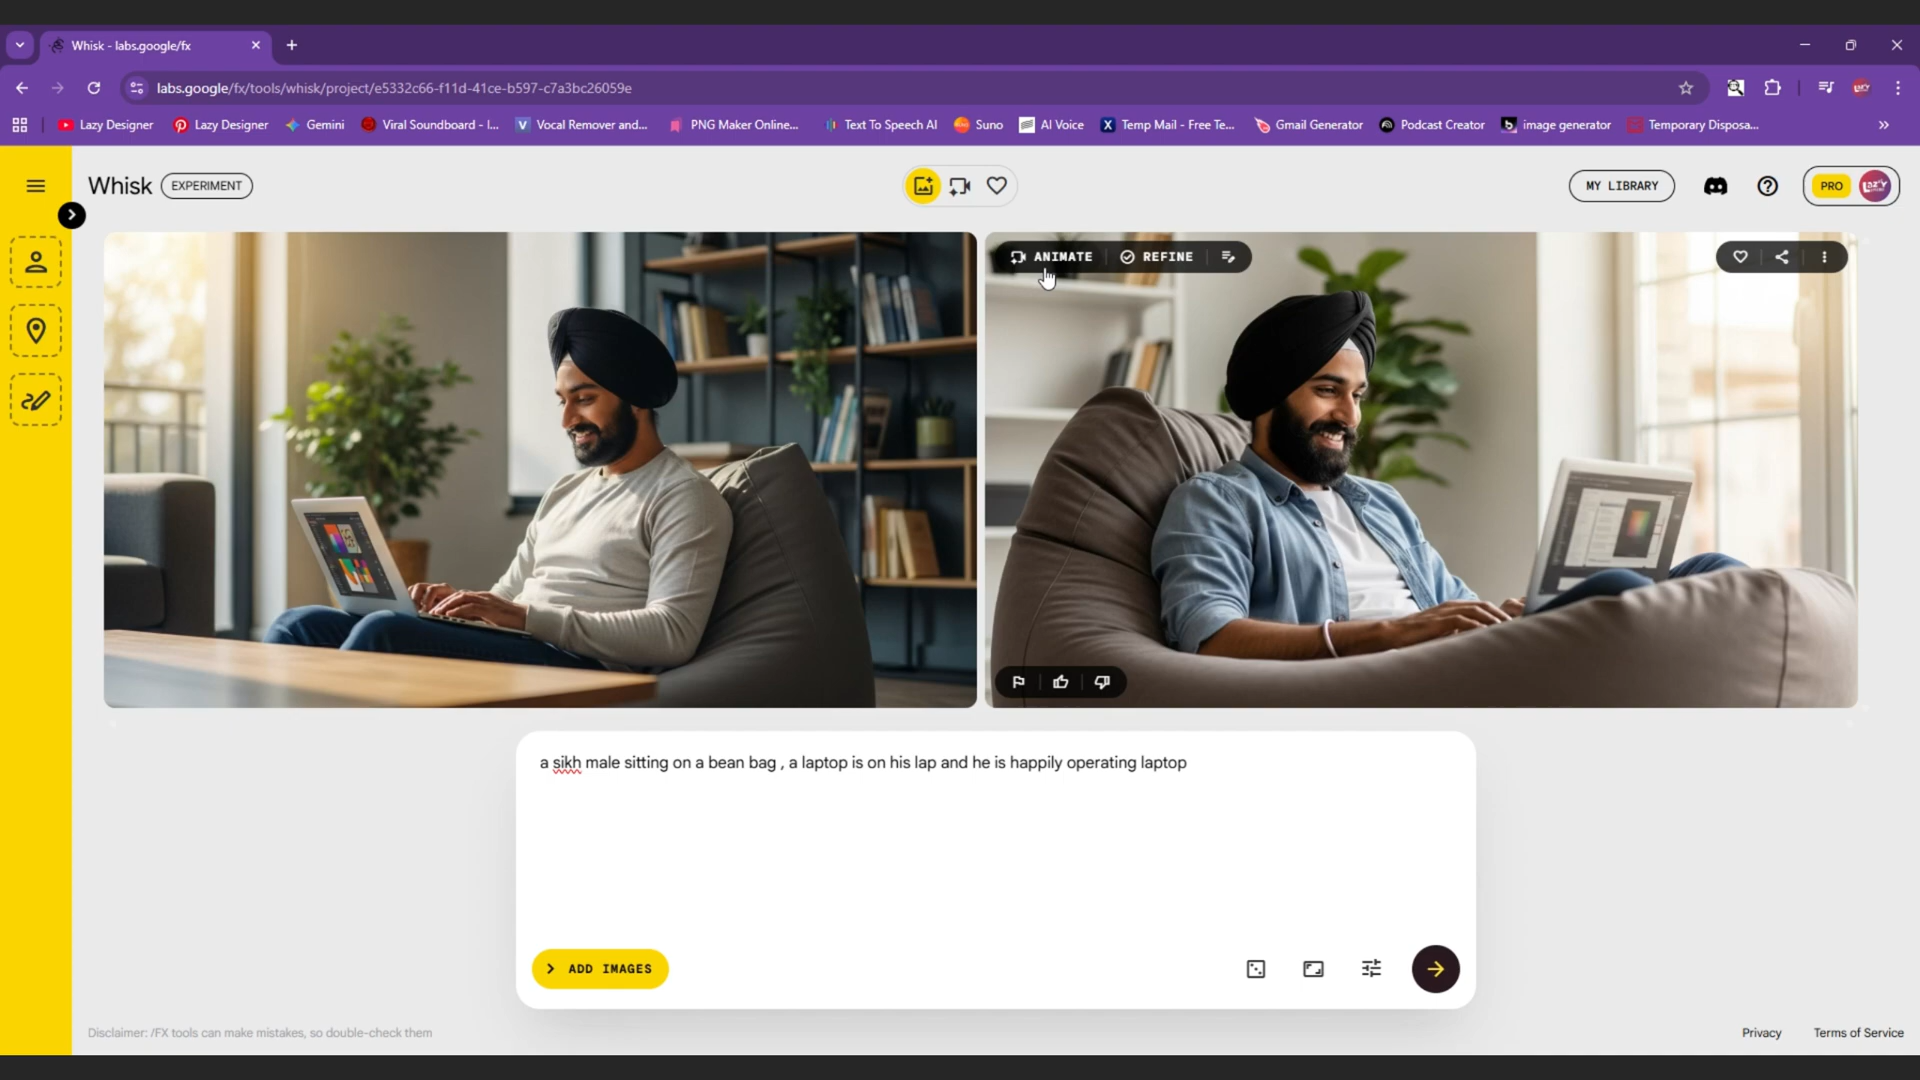 Whisk - labs.google/fx
labs.google/fx/tools/whisk/project/e5332c66-f11d-41ce-b597-c7a3bc26059e
Lazy Designer
Lazy Designer
Gemini
Viral Soundboard - I...
Vocal Remover and...
PNG Maker Online...
Text To Speech AI
Suno
AI Voice
Temp Mail - Free Te...
Gmail Generator
Podcast Creator
image generator
Temporary Disposa...
Whisk EXPERIMENT
MY LIBRARY
PRO
ANIMATE
REFINE
a sikh male sitting on a bean bag , a laptop is on his lap and he is happily operating laptop
ADD IMAGES
Disclaimer: /FX tools can make mistakes, so double-check them
Privacy
Terms of Service